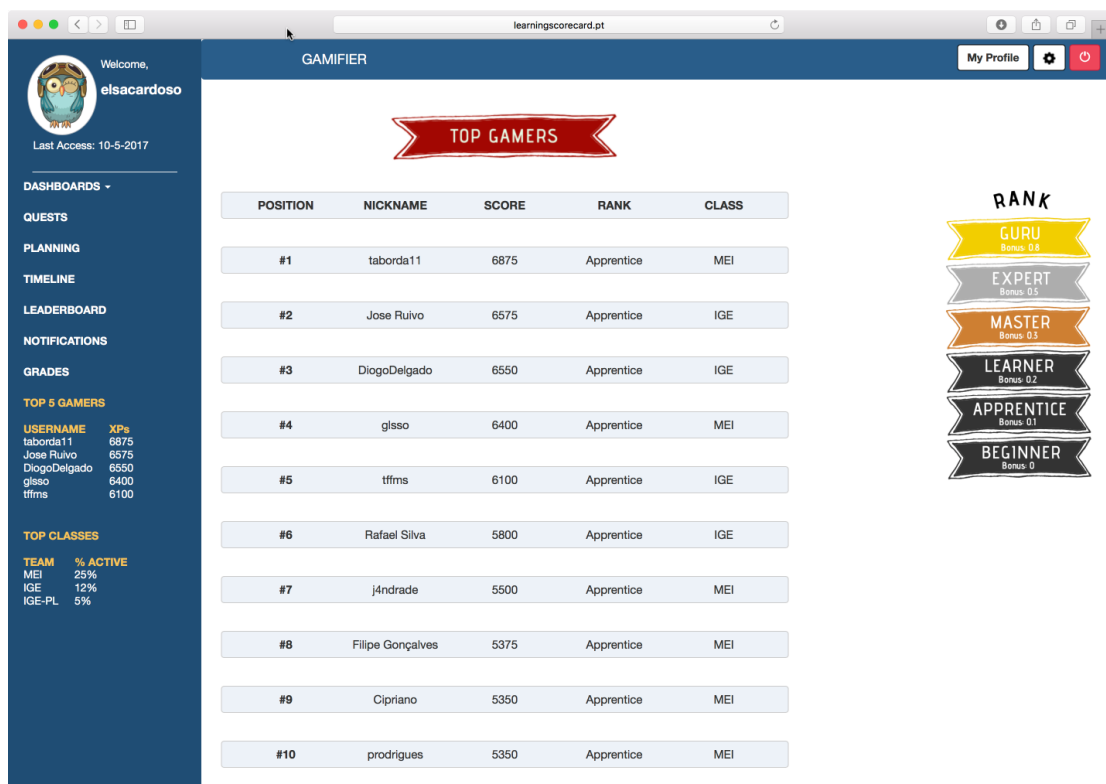 learningscorecard.pt
Welcome,
elsacardoso
Last Access: 10-5-2017
GAMIFIER
My Profile
DASHBOARDS
QUESTS
PLANNING
TIMELINE
LEADERBOARD
NOTIFICATIONS
GRADES
TOP 5 GAMERS
USERNAME XPs
taborda11 6875
Jose Ruivo 6575
DiogoDelgado 6550
glsso 6400
tffms 6100
TOP CLASSES
TEAM % ACTIVE
MEI 25%
IGE 12%
IGE-PL 5%
TOP GAMERS
POSITION NICKNAME SCORE RANK CLASS
#1 taborda11 6875 Apprentice MEI
#2 Jose Ruivo 6575 Apprentice IGE
#3 DiogoDelgado 6550 Apprentice IGE
#4 glsso 6400 Apprentice MEI
#5 tffms 6100 Apprentice IGE
#6 Rafael Silva 5800 Apprentice IGE
#7 j4ndrade 5500 Apprentice MEI
#8 Filipe Gonçalves 5375 Apprentice MEI
#9 Cipriano 5350 Apprentice MEI
#10 prodrigues 5350 Apprentice MEI
RANK
GURU
Bonus: 0.8
EXPERT
Bonus: 0.5
MASTER
Bonus: 0.3
LEARNER
Bonus: 0.2
APPRENTICE
Bonus: 0.1
BEGINNER
Bonus: 0